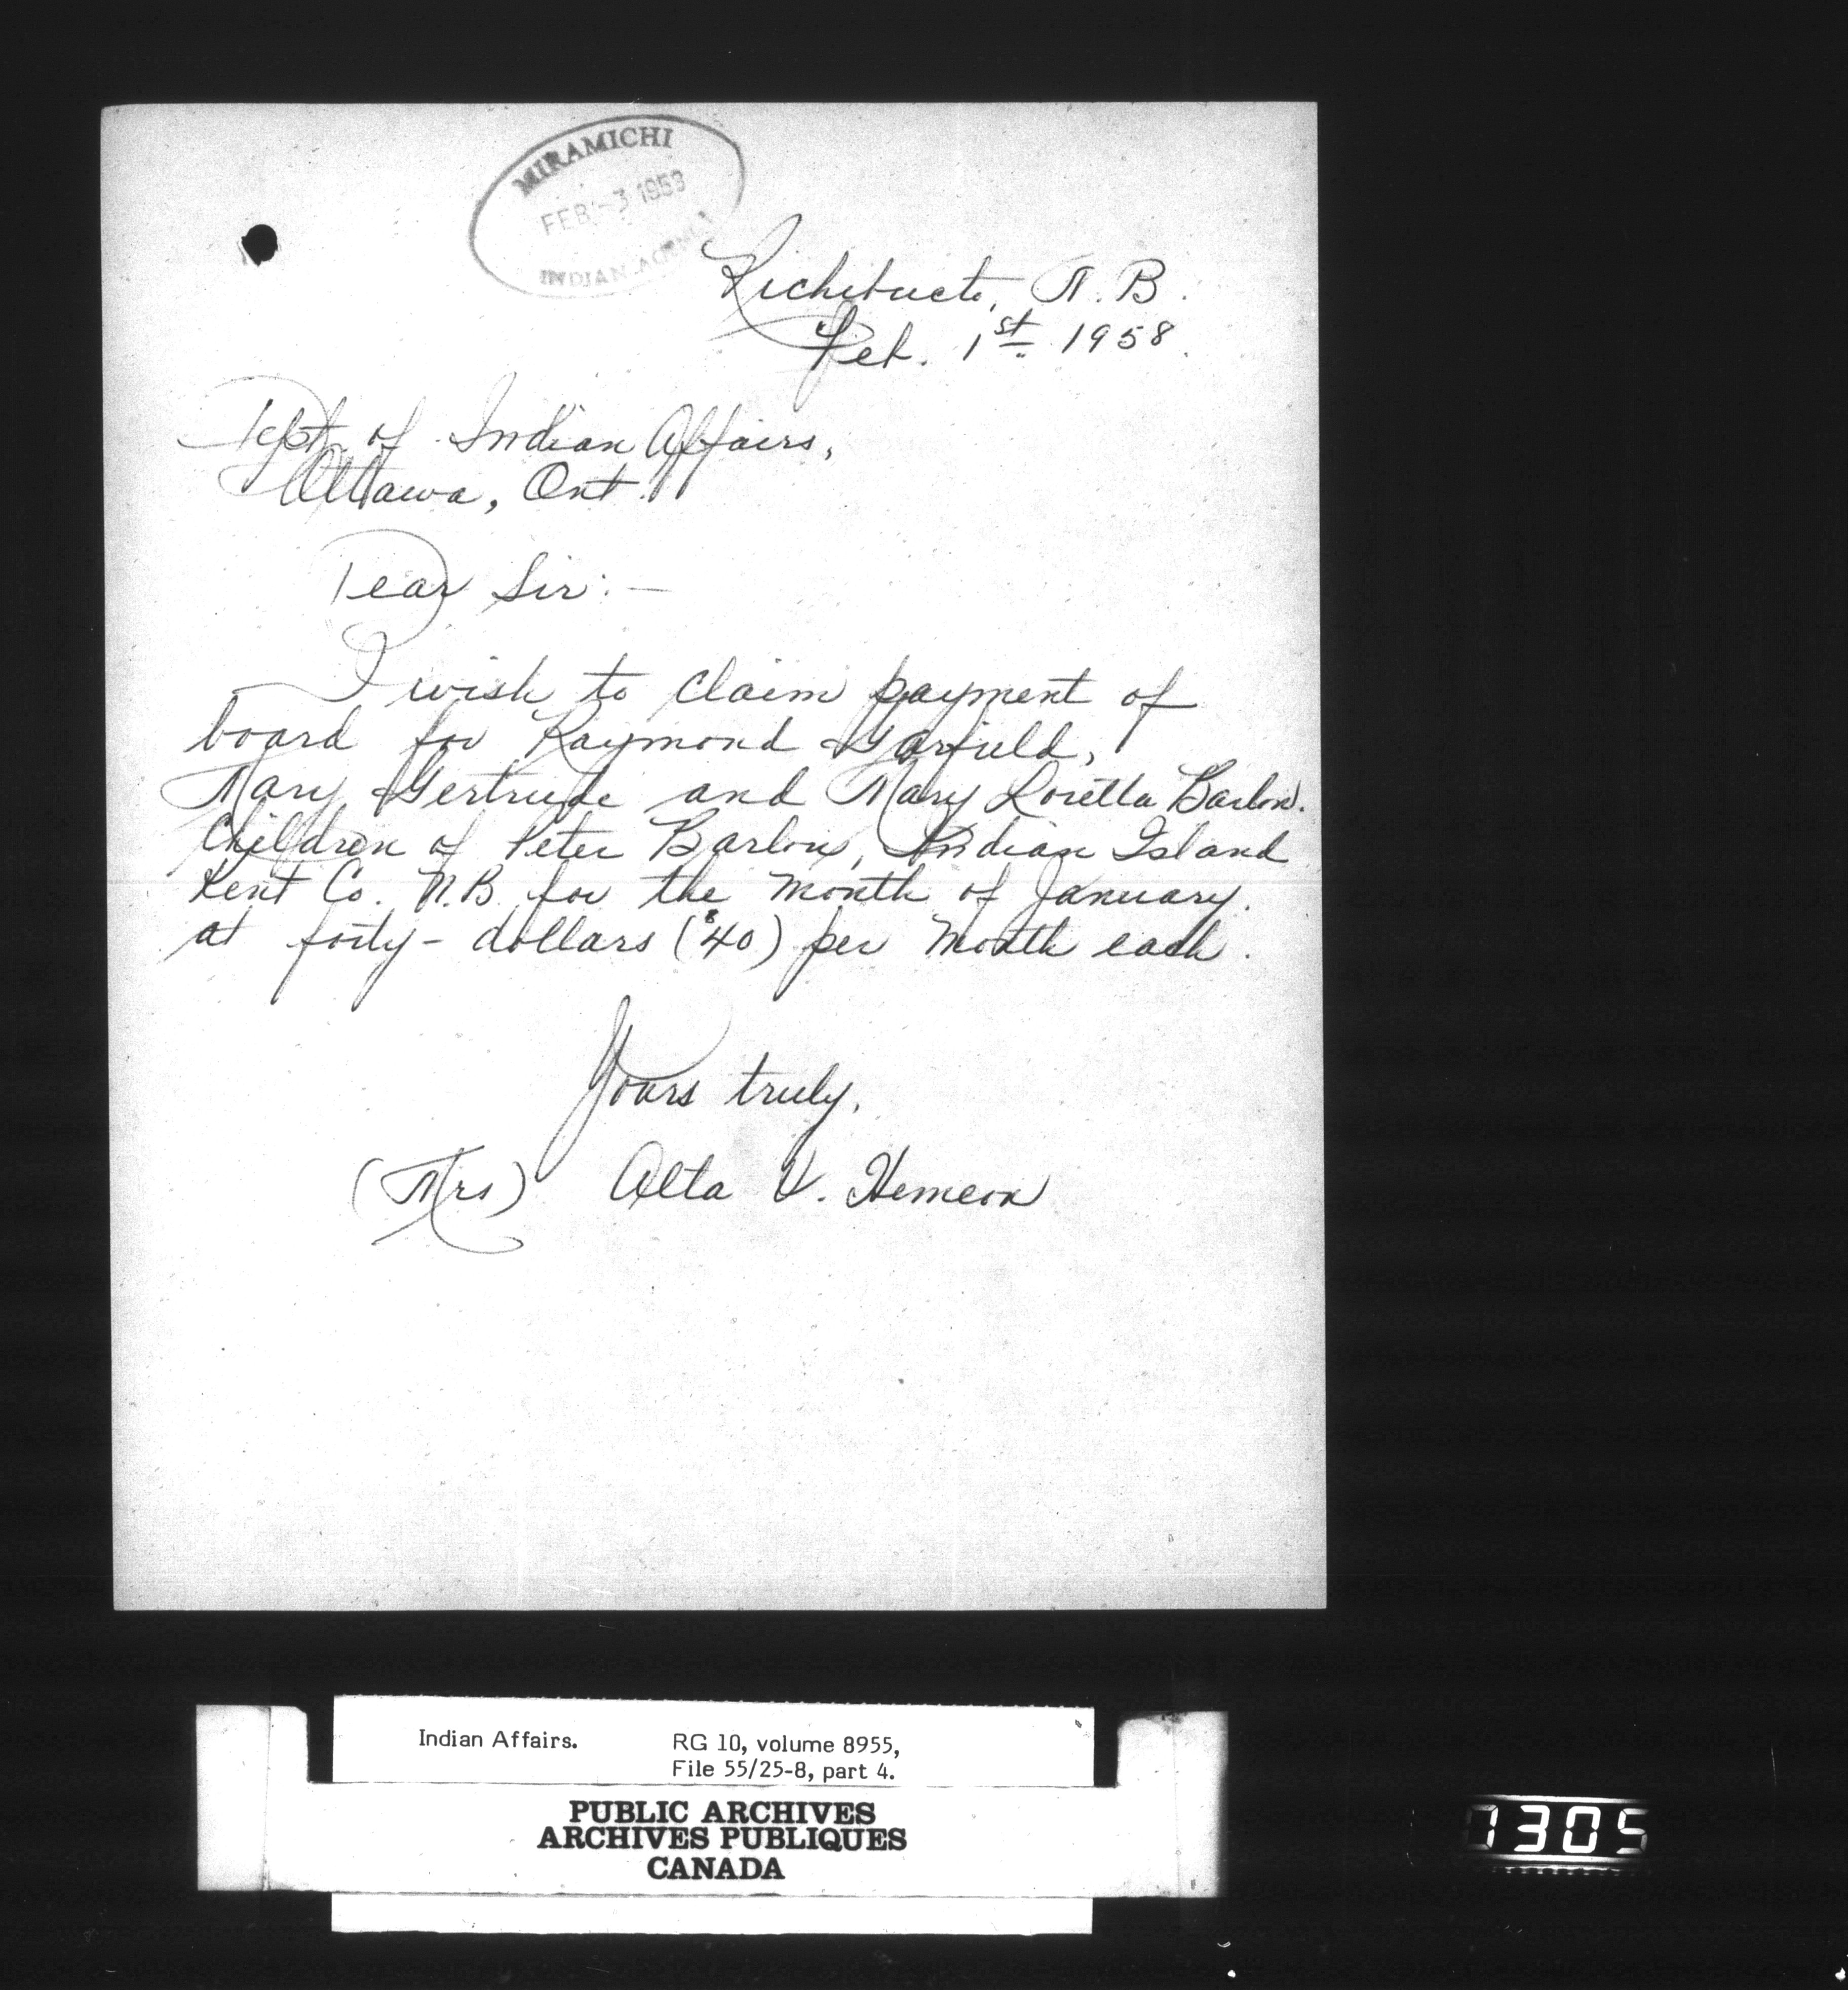 MIRAMICHI
FEB -3 1958
INDIAN AGENCY
Richibucto, N.B.
Feb. 1st 1958.
Dept. of Indian Affairs,
Ottawa, Ont.
Dear Sir:—
I wish to claim payment of
board for Raymond Garfield,
Mary Gertrude and Mary Loretta Barlow.
Children of Peter Barlow, Indian Island
Kent Co. N.B. for the month of January.
at forty-dollars ($40) per month each.
Yours truly,
(Mrs) Alta V. Hemeon
Indian Affairs. RG 10, volume 8955,
File 55/25-8, part 4.
PUBLIC ARCHIVES
ARCHIVES PUBLIQUES
CANADA
1305